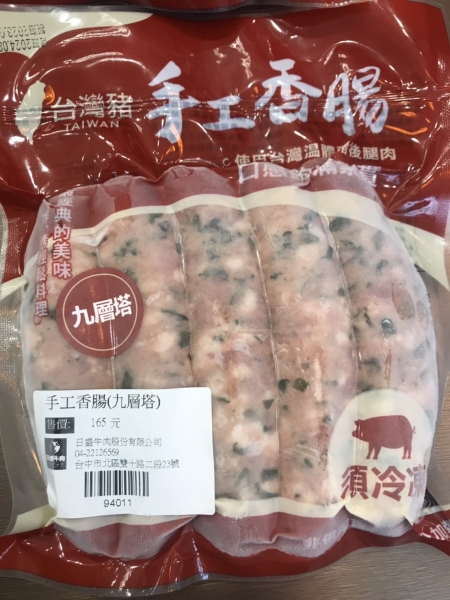 台灣豬
TAIWAN
手工香腸
使用台灣温體豬後腿肉
經典的美味
九層塔
手工香腸(九層塔)
售價: 165 元
日盛牛肉股份有限公司
04-22126569
台中市北區雙十路二段23號
94011
須冷凍